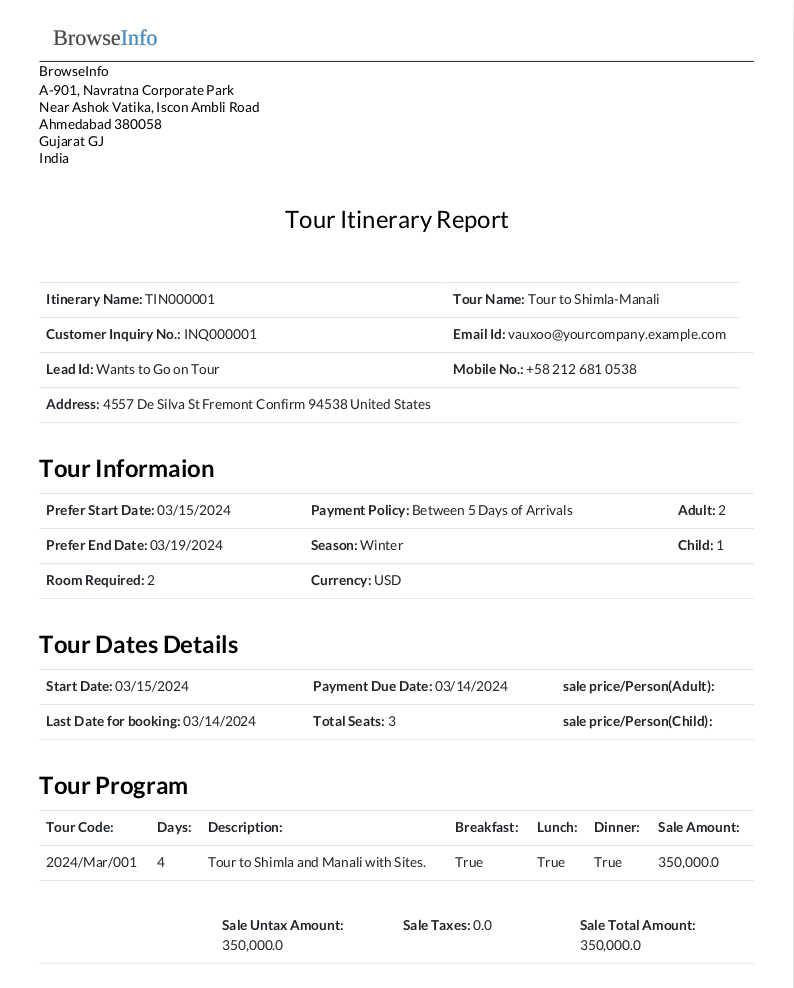 BrowseInfo
BrowseInfo
A-901, Navratna Corporate Park
Near Ashok Vatika, Iscon Ambli Road
Ahmedabad 380058
Gujarat GJ
India
Tour Itinerary Report
Itinerary Name: TIN000001 Tour Name: Tour to Shimla-Manali
Customer Inquiry No.: INQ000001 Email Id: vauxoo@yourcompany.example.com
Lead Id: Wants to Go on Tour Mobile No.: +58 212 681 0538
Address: 4557 De Silva St Fremont Confirm 94538 United States
Tour Informaion
Prefer Start Date: 03/15/2024 Payment Policy: Between 5 Days of Arrivals Adult: 2
Prefer End Date: 03/19/2024 Season: Winter Child: 1
Room Required: 2 Currency: USD
Tour Dates Details
Start Date: 03/15/2024 Payment Due Date: 03/14/2024 sale price/Person(Adult):
Last Date for booking: 03/14/2024 Total Seats: 3 sale price/Person(Child):
Tour Program
Tour Code: Days: Description: Breakfast: Lunch: Dinner: Sale Amount:
2024/Mar/001 4 Tour to Shimla and Manali with Sites. True True True 350,000.0
Sale Untax Amount: Sale Taxes: 0.0 Sale Total Amount:
350,000.0 350,000.0